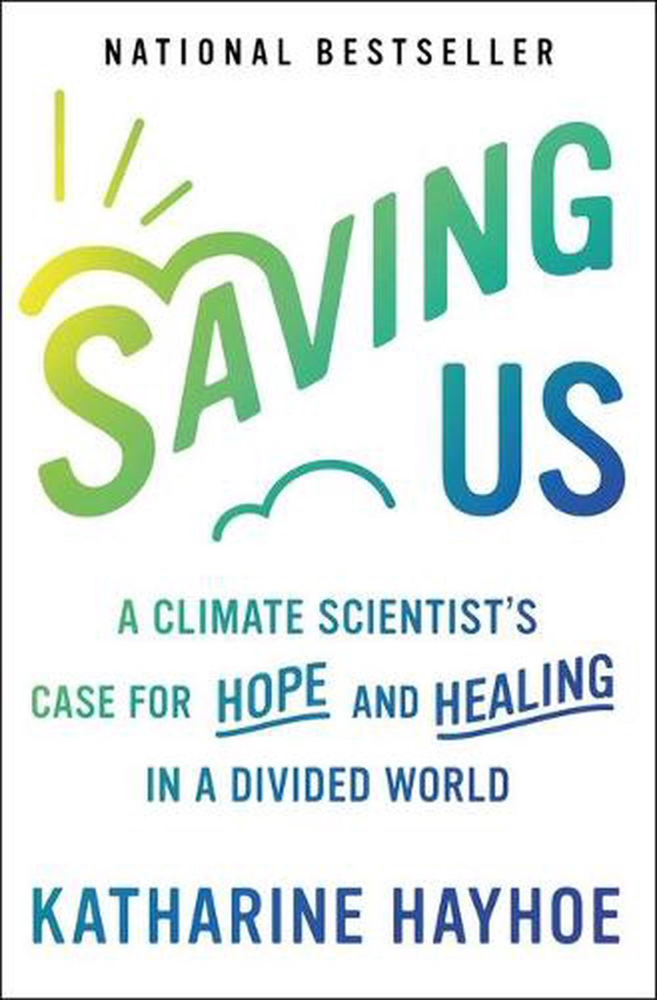 NATIONAL BESTSELLER
SAVING
US
A CLIMATE SCIENTIST'S
CASE FOR HOPE AND HEALING
IN A DIVIDED WORLD
KATHARINE HAYHOE